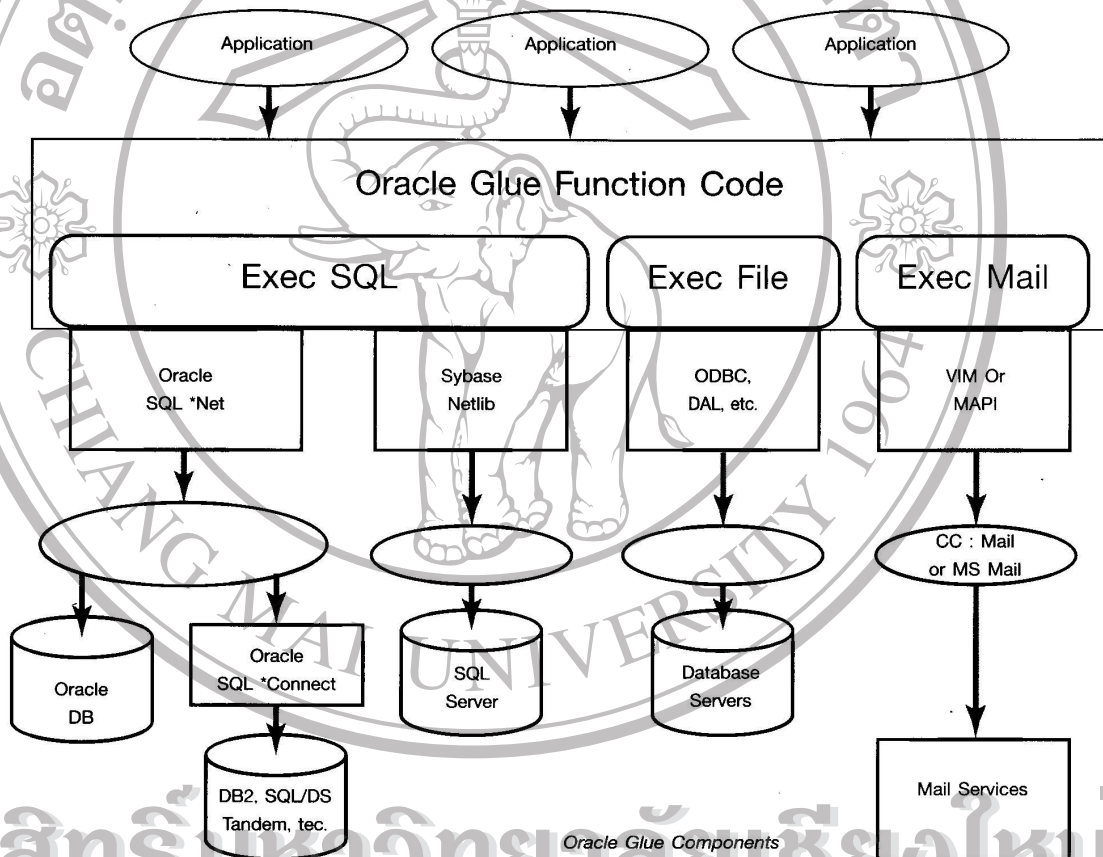 Application
Application
Application
Oracle Glue Function Code
Exec SQL
Exec File
Exec Mail
Oracle
SQL *Net
Sybase
Netlib
ODBC,
DAL, etc.
VIM Or
MAPI
CC : Mail
or MS Mail
Oracle
DB
Oracle
SQL *Connect
SQL
Server
Database
Servers
DB2, SQL/DS
Tandem, tec.
Mail Services
Oracle Glue Components
CHIANG MAI UNIVERSITY 1964